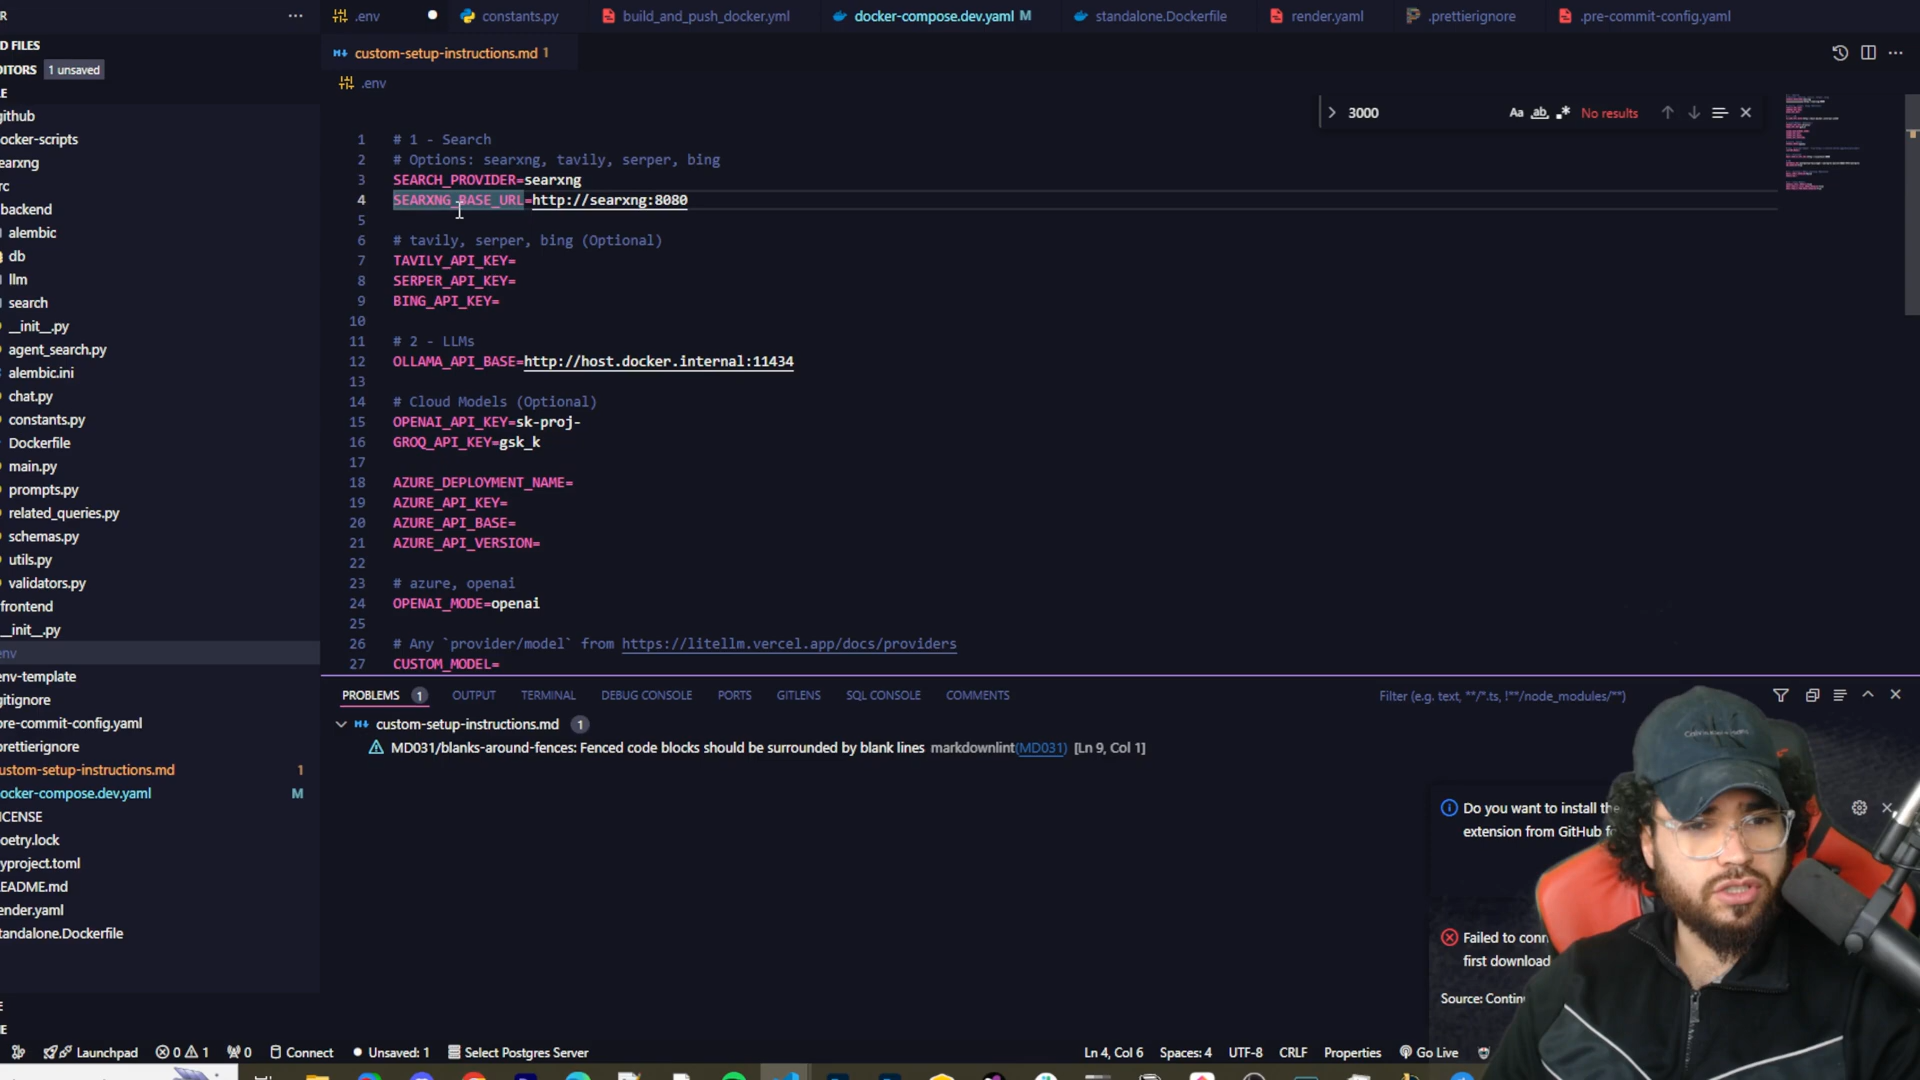 R
.env
constants.py
build_and_push_docker.yml
docker-compose.dev.yaml M
standalone.Dockerfile
render.yaml
.prettierignore
.pre-commit-config.yaml
D FILES
custom-setup-instructions.md 1
DITORS 1 unsaved
.env
E
github
3000
Aa
ab
No results
ocker-scripts
earxng
rc
backend
alembic
db
llm
search
__init__.py
agent_search.py
alembic.ini
chat.py
constants.py
Dockerfile
main.py
prompts.py
related_queries.py
schemas.py
utils.py
validators.py
frontend
__init__.py
env
env-template
gitignore
pre-commit-config.yaml
prettierignore
ustom-setup-instructions.md 1
ocker-compose.dev.yaml M
ICENSE
oetry.lock
yproject.toml
EADME.md
ender.yaml
tandalone.Dockerfile
E
NE
1 # 1 - Search
2 # Options: searxng, tavily, serper, bing
3 SEARCH_PROVIDER=searxng
4 SEARXNG_BASE_URL=http://searxng:8080
5
6 # tavily, serper, bing (Optional)
7 TAVILY_API_KEY=
8 SERPER_API_KEY=
9 BING_API_KEY=
10
11 # 2 - LLMs
12 OLLAMA_API_BASE=http://host.docker.internal:11434
13
14 # Cloud Models (Optional)
15 OPENAI_API_KEY=sk-proj-
16 GROQ_API_KEY=gsk_k
17
18 AZURE_DEPLOYMENT_NAME=
19 AZURE_API_KEY=
20 AZURE_API_BASE=
21 AZURE_API_VERSION=
22
23 # azure, openai
24 OPENAI_MODE=openai
25
26 # Any `provider/model` from https://litellm.vercel.app/docs/providers
27 CUSTOM_MODEL=
PROBLEMS 1 OUTPUT TERMINAL DEBUG CONSOLE PORTS GITLENS SQL CONSOLE COMMENTS
Filter (e.g. text, **/*.ts, !**/node_modules/**)
custom-setup-instructions.md 1
MD031/blanks-around-fences: Fenced code blocks should be surrounded by blank lines markdownlint(MD031) [Ln 9, Col 1]
Do you want to install the
extension from GitHub fo
Failed to conn
first download
Source: Contin
Launchpad 0 1 0 Connect Unsaved: 1 Select Postgres Server
Ln 4, Col 6 Spaces: 4 UTF-8 CRLF Properties Go Live